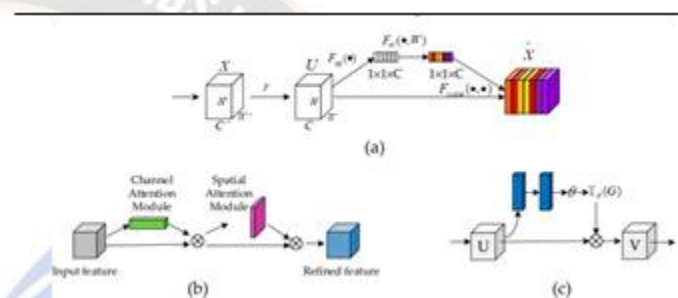 X
U
F_sq(•)
F_ex(•,W)
1×1×C
1×1×C
F_scale(•,•)
X̃
F
H
W'
C'
H
W
C
(a)
Channel
Attention
Module
Spatial
Attention
Module
Input feature
Refined feature
(b)
θ
(G)
U
V
(c)